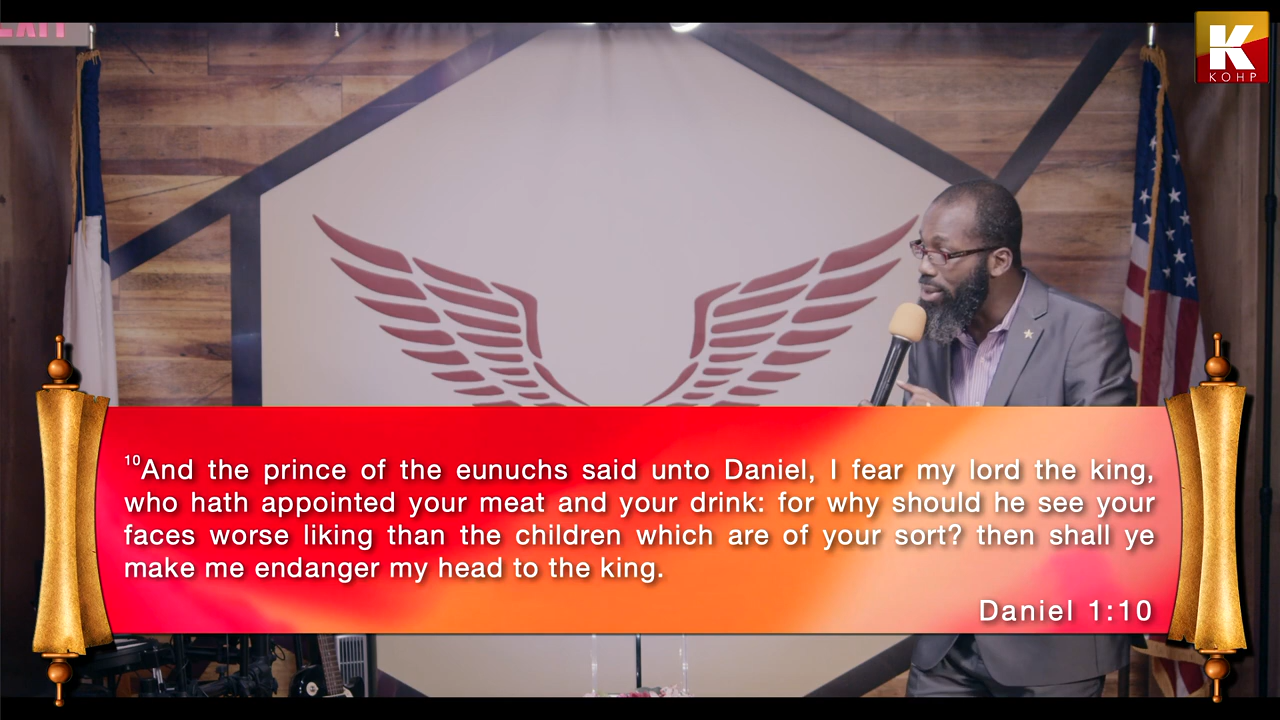 EXIT
K
KOHP
10And the prince of the eunuchs said unto Daniel, I fear my lord the king,
who hath appointed your meat and your drink: for why should he see your
faces worse liking than the children which are of your sort? then shall ye
make me endanger my head to the king.
Daniel 1:10